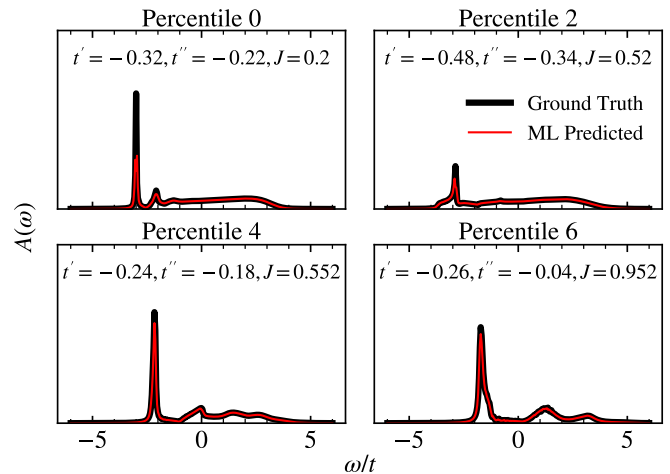 Percentile 0
t′ = −0.32, t′′ = −0.22, J = 0.2
Percentile 2
t′ = −0.48, t′′ = −0.34, J = 0.52
Ground Truth
ML Predicted
A(ω)
Percentile 4
t′ = −0.24, t′′ = −0.18, J = 0.552
Percentile 6
t′ = −0.26, t′′ = −0.04, J = 0.952
−5 0 5
−5 0 5
ω/t